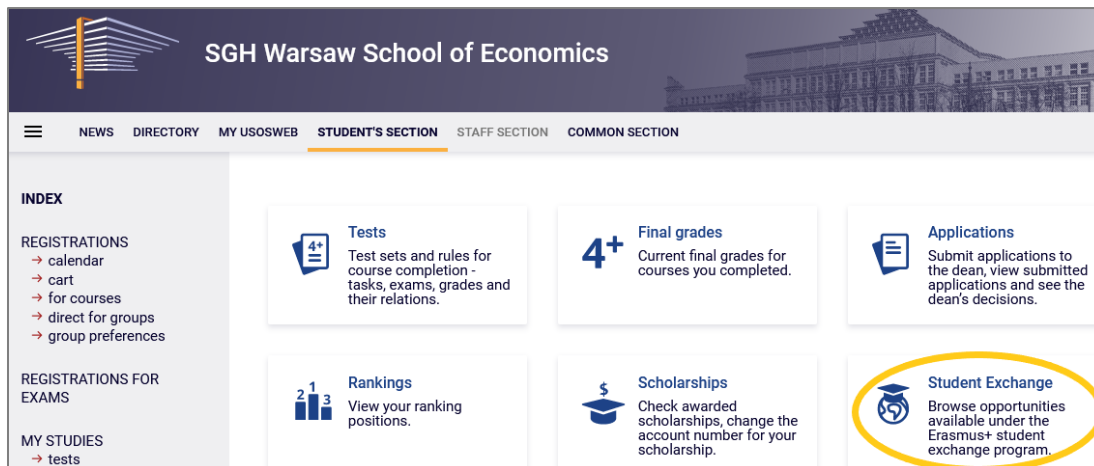 SGH Warsaw School of Economics
NEWS DIRECTORY MY USOSWEB STUDENT'S SECTION STAFF SECTION COMMON SECTION
INDEX
REGISTRATIONS
→ calendar
→ cart
→ for courses
→ direct for groups
→ group preferences
REGISTRATIONS FOR
EXAMS
MY STUDIES
→ tests
4+
Tests
Test sets and rules for
course completion -
tasks, exams, grades and
their relations.
4+
Final grades
Current final grades for
courses you completed.
Applications
Submit applications to
the dean, view submitted
applications and see the
dean's decisions.
2 1 3
Rankings
View your ranking
positions.
$
Scholarships
Check awarded
scholarships, change the
account number for your
scholarship.
Student Exchange
Browse opportunities
available under the
Erasmus+ student
exchange program.